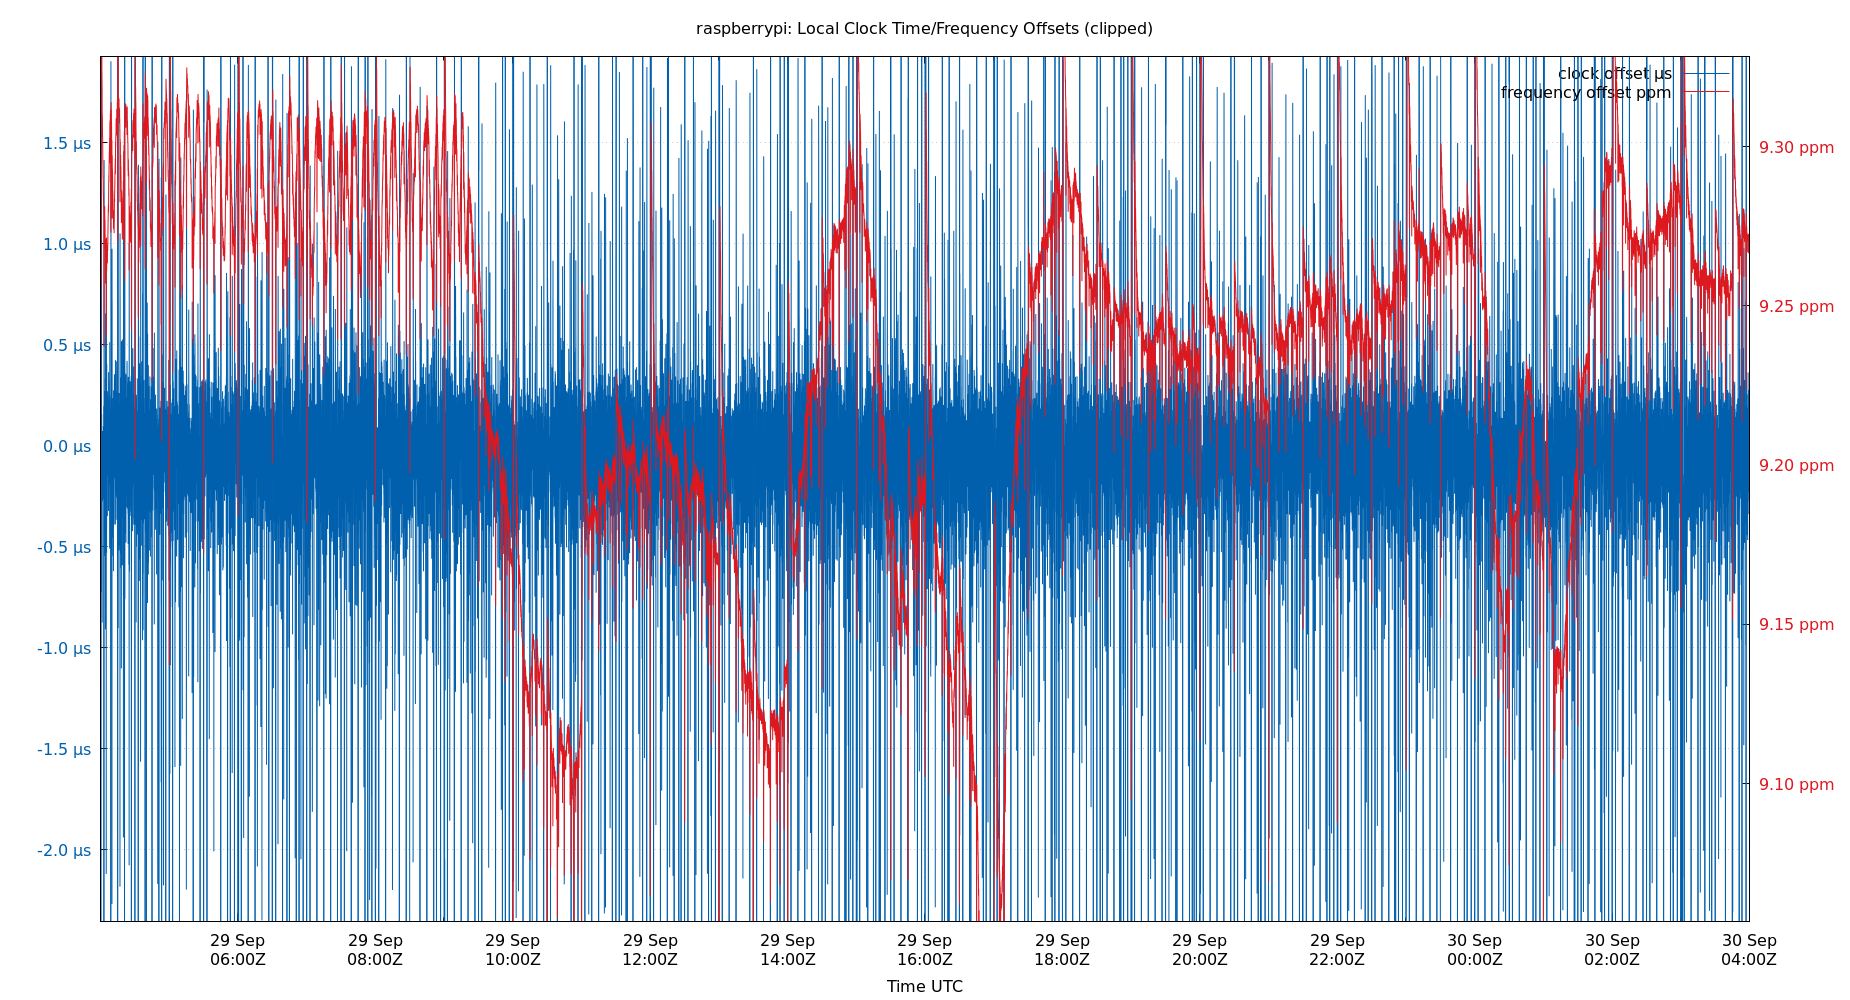 raspberrypi: Local Clock Time/Frequency Offsets (clipped)
clock offset µs
frequency offset ppm
1.5 µs
1.0 µs
0.5 µs
0.0 µs
-0.5 µs
-1.0 µs
-1.5 µs
-2.0 µs
9.30 ppm
9.25 ppm
9.20 ppm
9.15 ppm
9.10 ppm
29 Sep 29 Sep 29 Sep 29 Sep 29 Sep 29 Sep 29 Sep 29 Sep 29 Sep 30 Sep 30 Sep 30 Sep
06:00Z 08:00Z 10:00Z 12:00Z 14:00Z 16:00Z 18:00Z 20:00Z 22:00Z 00:00Z 02:00Z 04:00Z
Time UTC